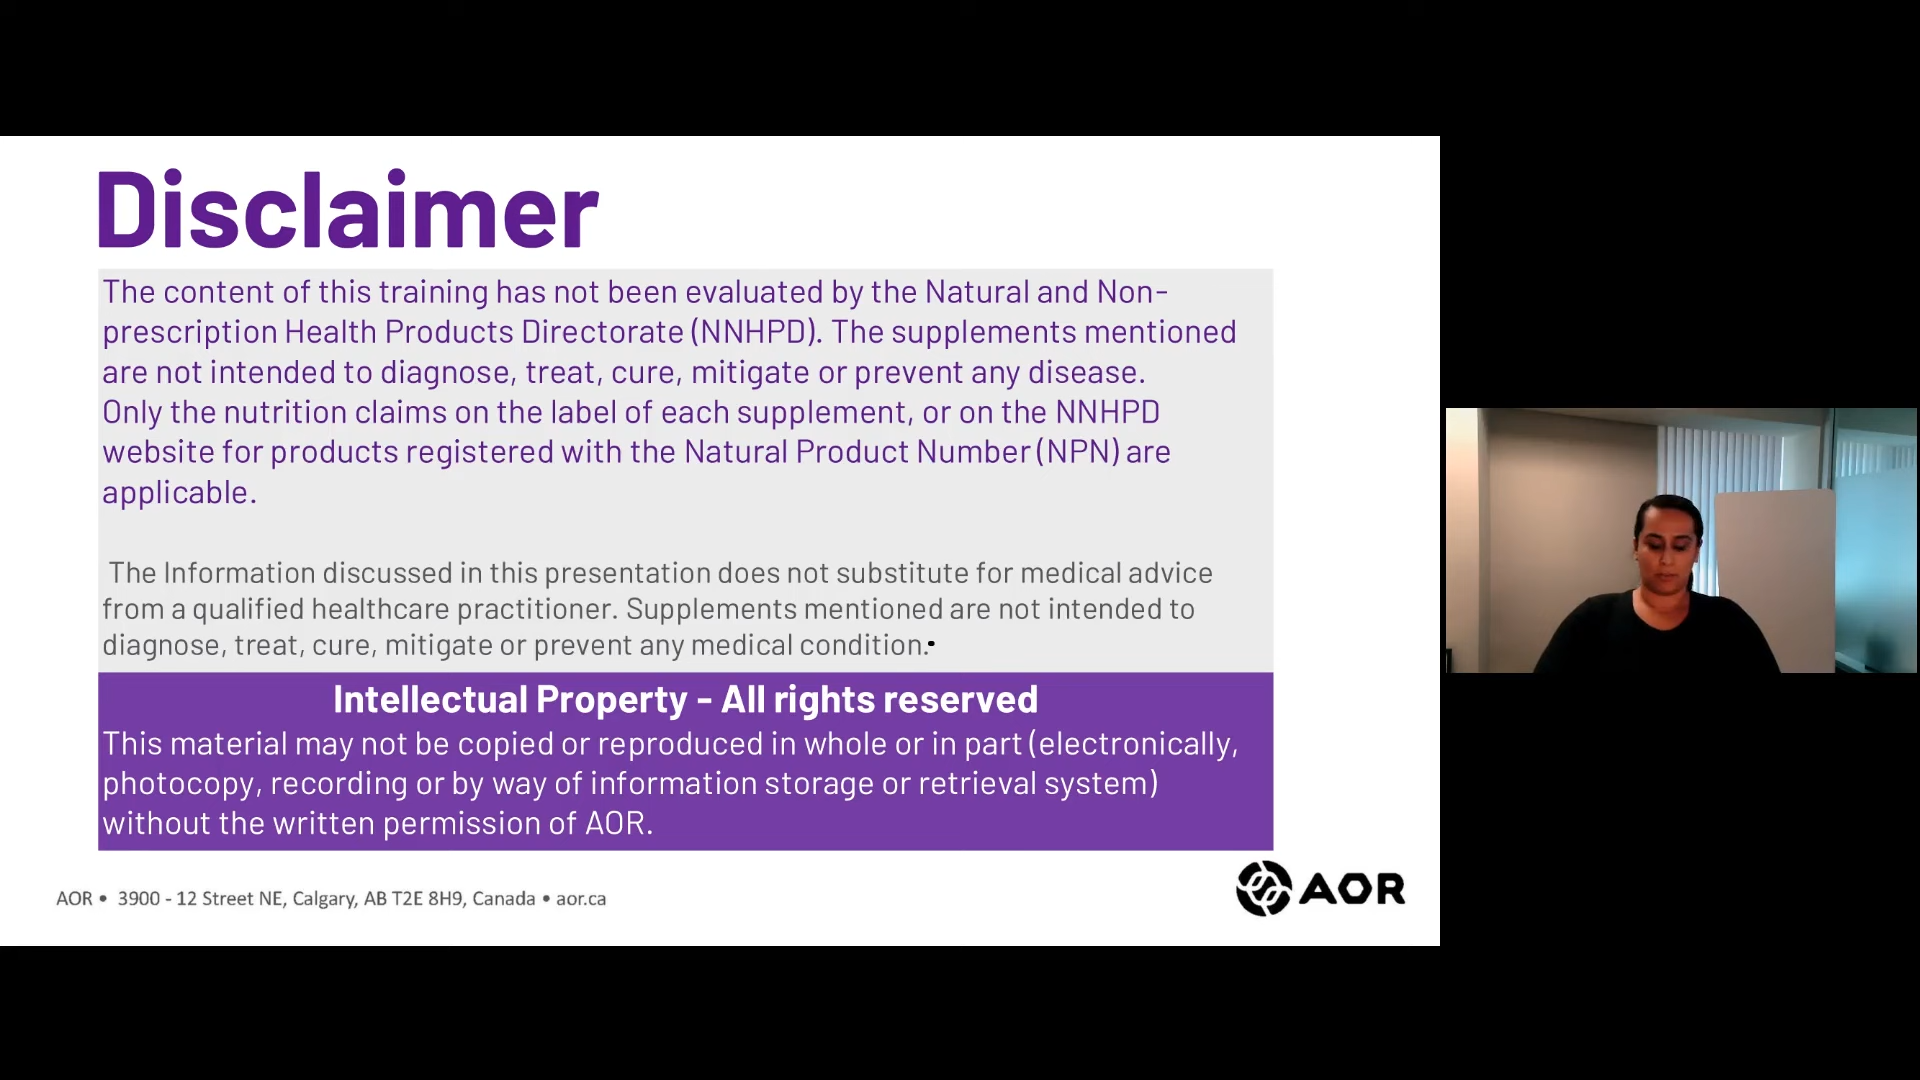 Disclaimer
The content of this training has not been evaluated by the Natural and Non-
prescription Health Products Directorate (NNHPD). The supplements mentioned
are not intended to diagnose, treat, cure, mitigate or prevent any disease.
Only the nutrition claims on the label of each supplement, or on the NNHPD
website for products registered with the Natural Product Number (NPN) are
applicable.
The Information discussed in this presentation does not substitute for medical advice
from a qualified healthcare practitioner. Supplements mentioned are not intended to
diagnose, treat, cure, mitigate or prevent any medical condition.
Intellectual Property - All rights reserved
This material may not be copied or reproduced in whole or in part (electronically,
photocopy, recording or by way of information storage or retrieval system)
without the written permission of AOR.
AOR • 3900 - 12 Street NE, Calgary, AB T2E 8H9, Canada • aor.ca
AOR